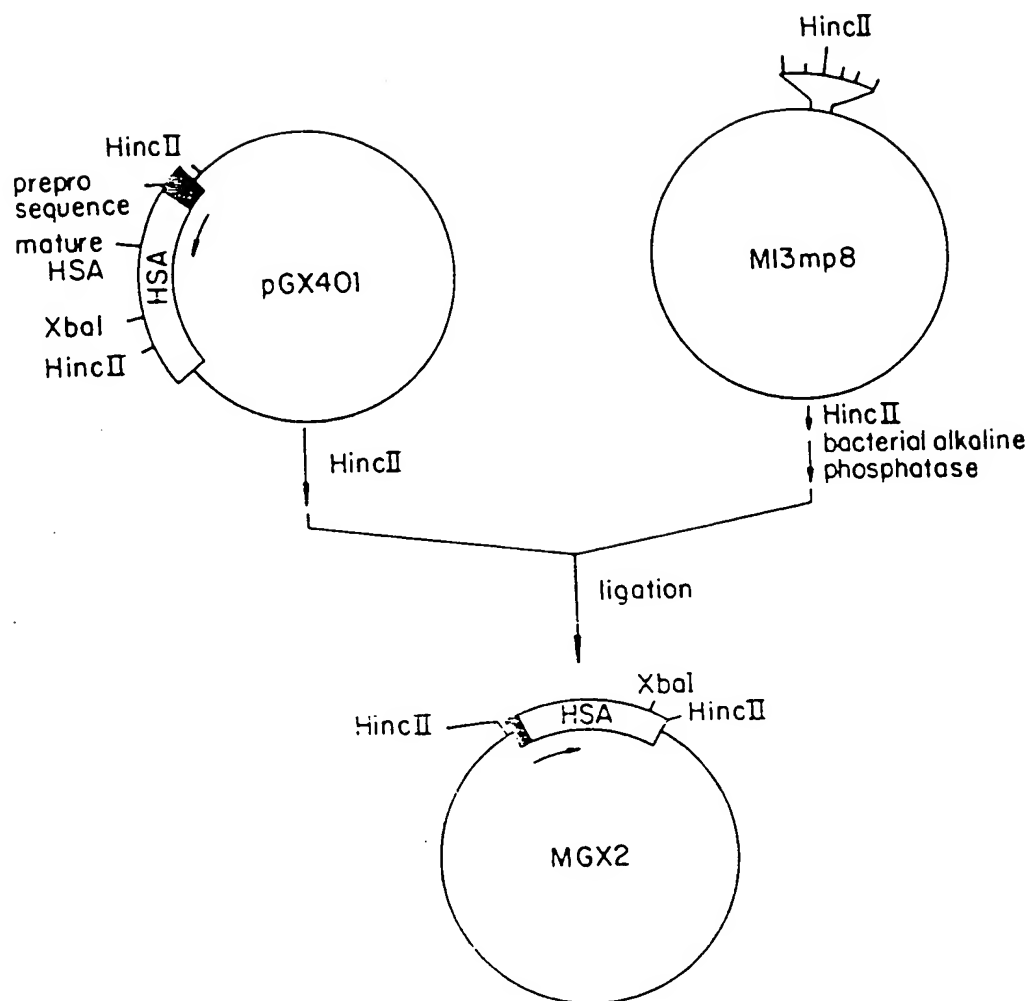 HincII
HincII
prepro
sequence
mature
HSA
HSA
XbaI
HincII
pGX401
M13mp8
HincII
HincII
bacterial alkaline
phosphatase
ligation
XbaI
HincII
HSA
HincII
MGX2